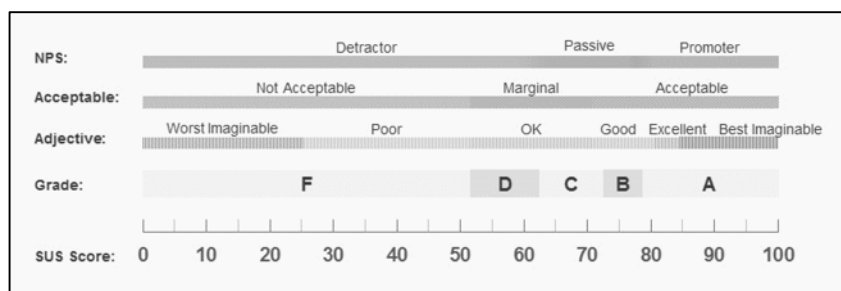 NPS: Detractor Passive Promoter
Acceptable: Not Acceptable Marginal Acceptable
Adjective: Worst Imaginable Poor OK Good Excellent Best Imaginable
Grade: F D C B A
SUS Score: 0 10 20 30 40 50 60 70 80 90 100